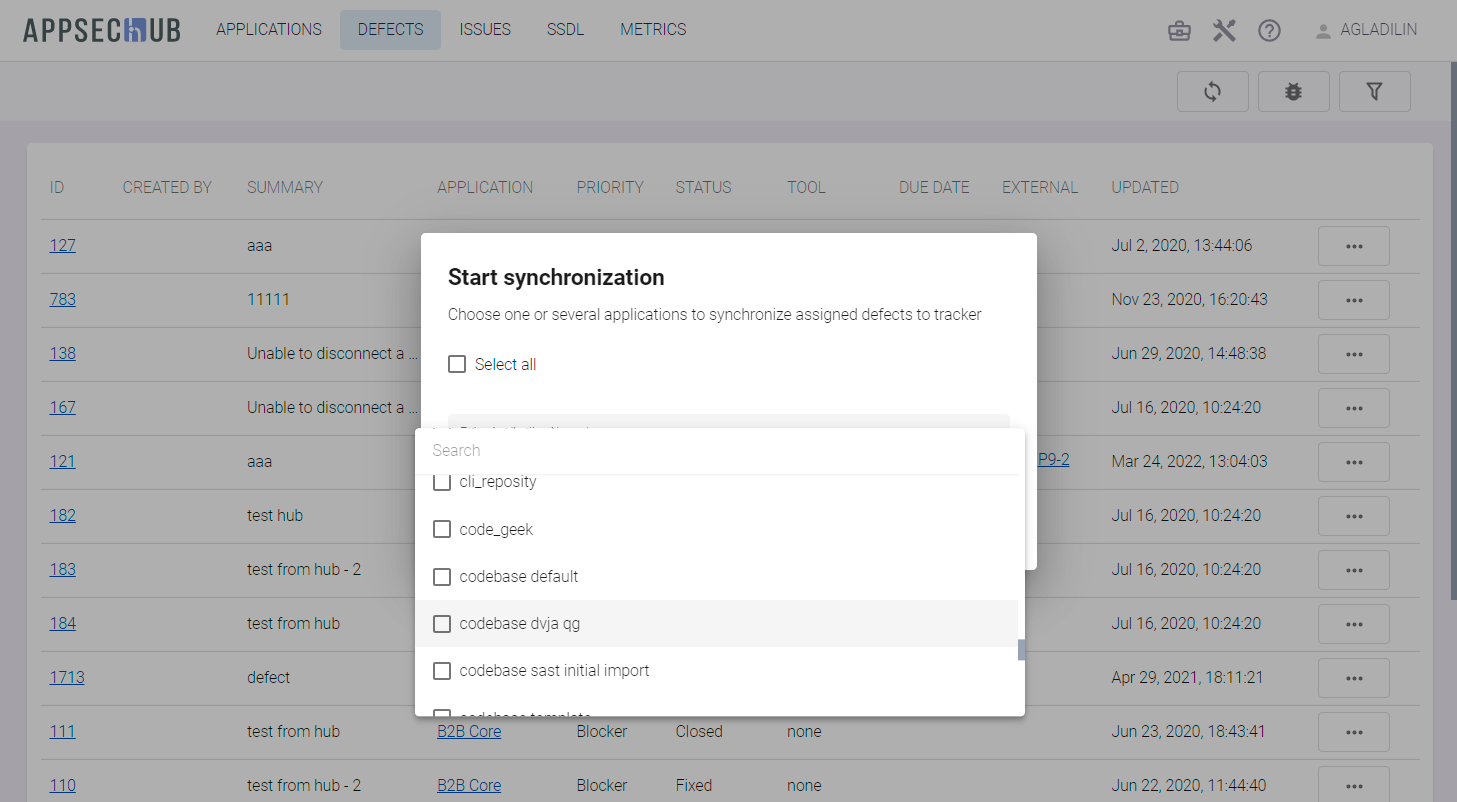 APPSECHUB APPLICATIONS DEFECTS ISSUES SSDL METRICS AGLADILIN
ID CREATED BY SUMMARY APPLICATION PRIORITY STATUS TOOL DUE DATE EXTERNAL UPDATED
127 aaa Jul 2, 2020, 13:44:06 •••
783 11111 Nov 23, 2020, 16:20:43 •••
138 Unable to disconnect a ... Jun 29, 2020, 14:48:38 •••
167 Unable to disconnect a ... Jul 16, 2020, 10:24:20 •••
121 aaa P9-2 Mar 24, 2022, 13:04:03 •••
182 test hub Jul 16, 2020, 10:24:20 •••
183 test from hub - 2 Jul 16, 2020, 10:24:20 •••
184 test from hub Jul 16, 2020, 10:24:20 •••
1713 defect Apr 29, 2021, 18:11:21 •••
111 test from hub B2B Core Blocker Closed none Jun 23, 2020, 18:43:41 •••
110 test from hub - 2 B2B Core Blocker Fixed none Jun 22, 2020, 11:44:40 •••
Start synchronization
Choose one or several applications to synchronize assigned defects to tracker
Select all
Search
cli_reposity
code_geek
codebase default
codebase dvja qg
codebase sast initial import
codebase template